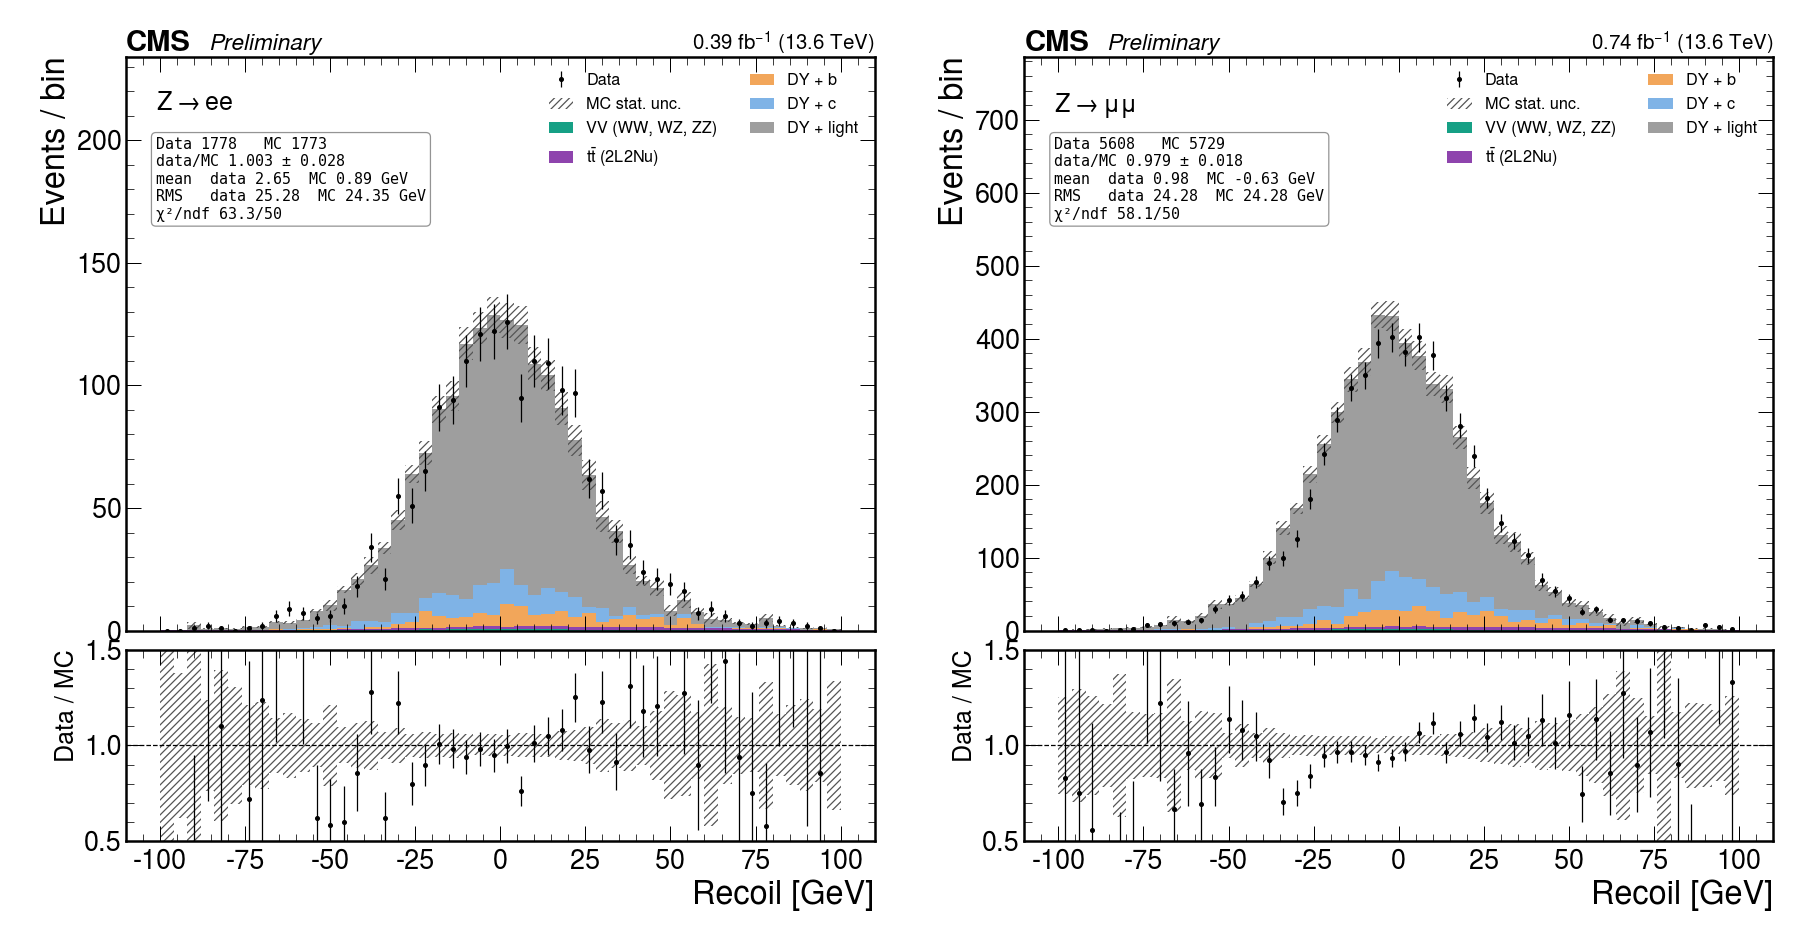 CMS Preliminary 0.39 fb⁻¹ (13.6 TeV)
Events / bin
Z → ee
Data
MC stat. unc.
VV (WW, WZ, ZZ)
tt̄ (2L2Nu)
DY + b
DY + c
DY + light
Data 1778 MC 1773
data/MC 1.003 ± 0.028
mean data 2.65 MC 0.89 GeV
RMS data 25.28 MC 24.35 GeV
χ²/ndf 63.3/50
200
150
100
50
0
Data / MC
1.5
1.0
0.5
-100 -75 -50 -25 0 25 50 75 100
Recoil [GeV]
CMS Preliminary 0.74 fb⁻¹ (13.6 TeV)
Events / bin
Z → μμ
Data
MC stat. unc.
VV (WW, WZ, ZZ)
tt̄ (2L2Nu)
DY + b
DY + c
DY + light
Data 5608 MC 5729
data/MC 0.979 ± 0.018
mean data 0.98 MC -0.63 GeV
RMS data 24.28 MC 24.28 GeV
χ²/ndf 58.1/50
700
600
500
400
300
200
100
0
Data / MC
1.5
1.0
0.5
-100 -75 -50 -25 0 25 50 75 100
Recoil [GeV]